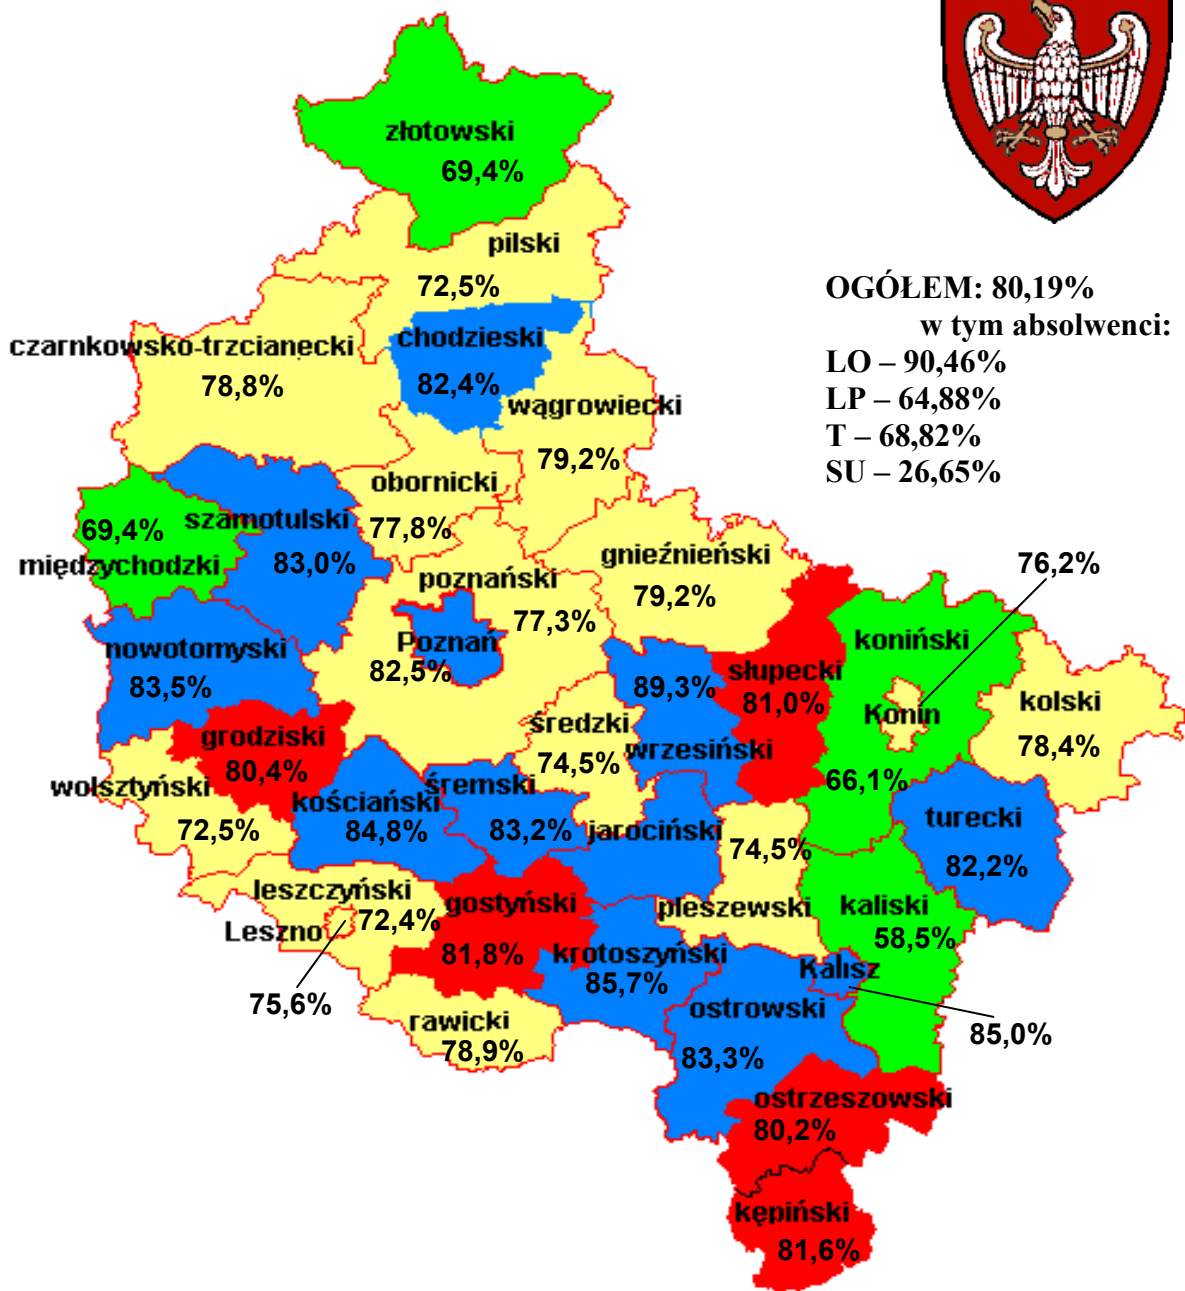 złotowski
69,4%
pilski
72,5%
OGÓŁEM: 80,19%
w tym absolwenci:
LO – 90,46%
LP – 64,88%
T – 68,82%
SU – 26,65%
czarnkowsko-trzcianecki
78,8%
chodzieski
82,4%
wągrowiecki
79,2%
obornicki
77,8%
szamotulski
83,0%
69,4%
międzychodzki
gnieźnieński
79,2%
poznański
77,3%
Poznań
82,5%
76,2%
koniński
Konin
66,1%
słupecki
81,0%
kolski
78,4%
nowotomyski
83,5%
89,3%
wrzesiński
średzki
74,5%
grodziski
80,4%
wolsztyński
72,5%
kościański
84,8%
śremski
83,2%
jarociński
74,5%
pleszewski
turecki
82,2%
leszczyński
72,4%
Leszno
75,6%
gostyński
81,8%
krotoszyński
85,7%
kaliski
58,5%
Kalisz
85,0%
rawicki
78,9%
ostrowski
83,3%
ostrzeszowski
80,2%
kępiński
81,6%